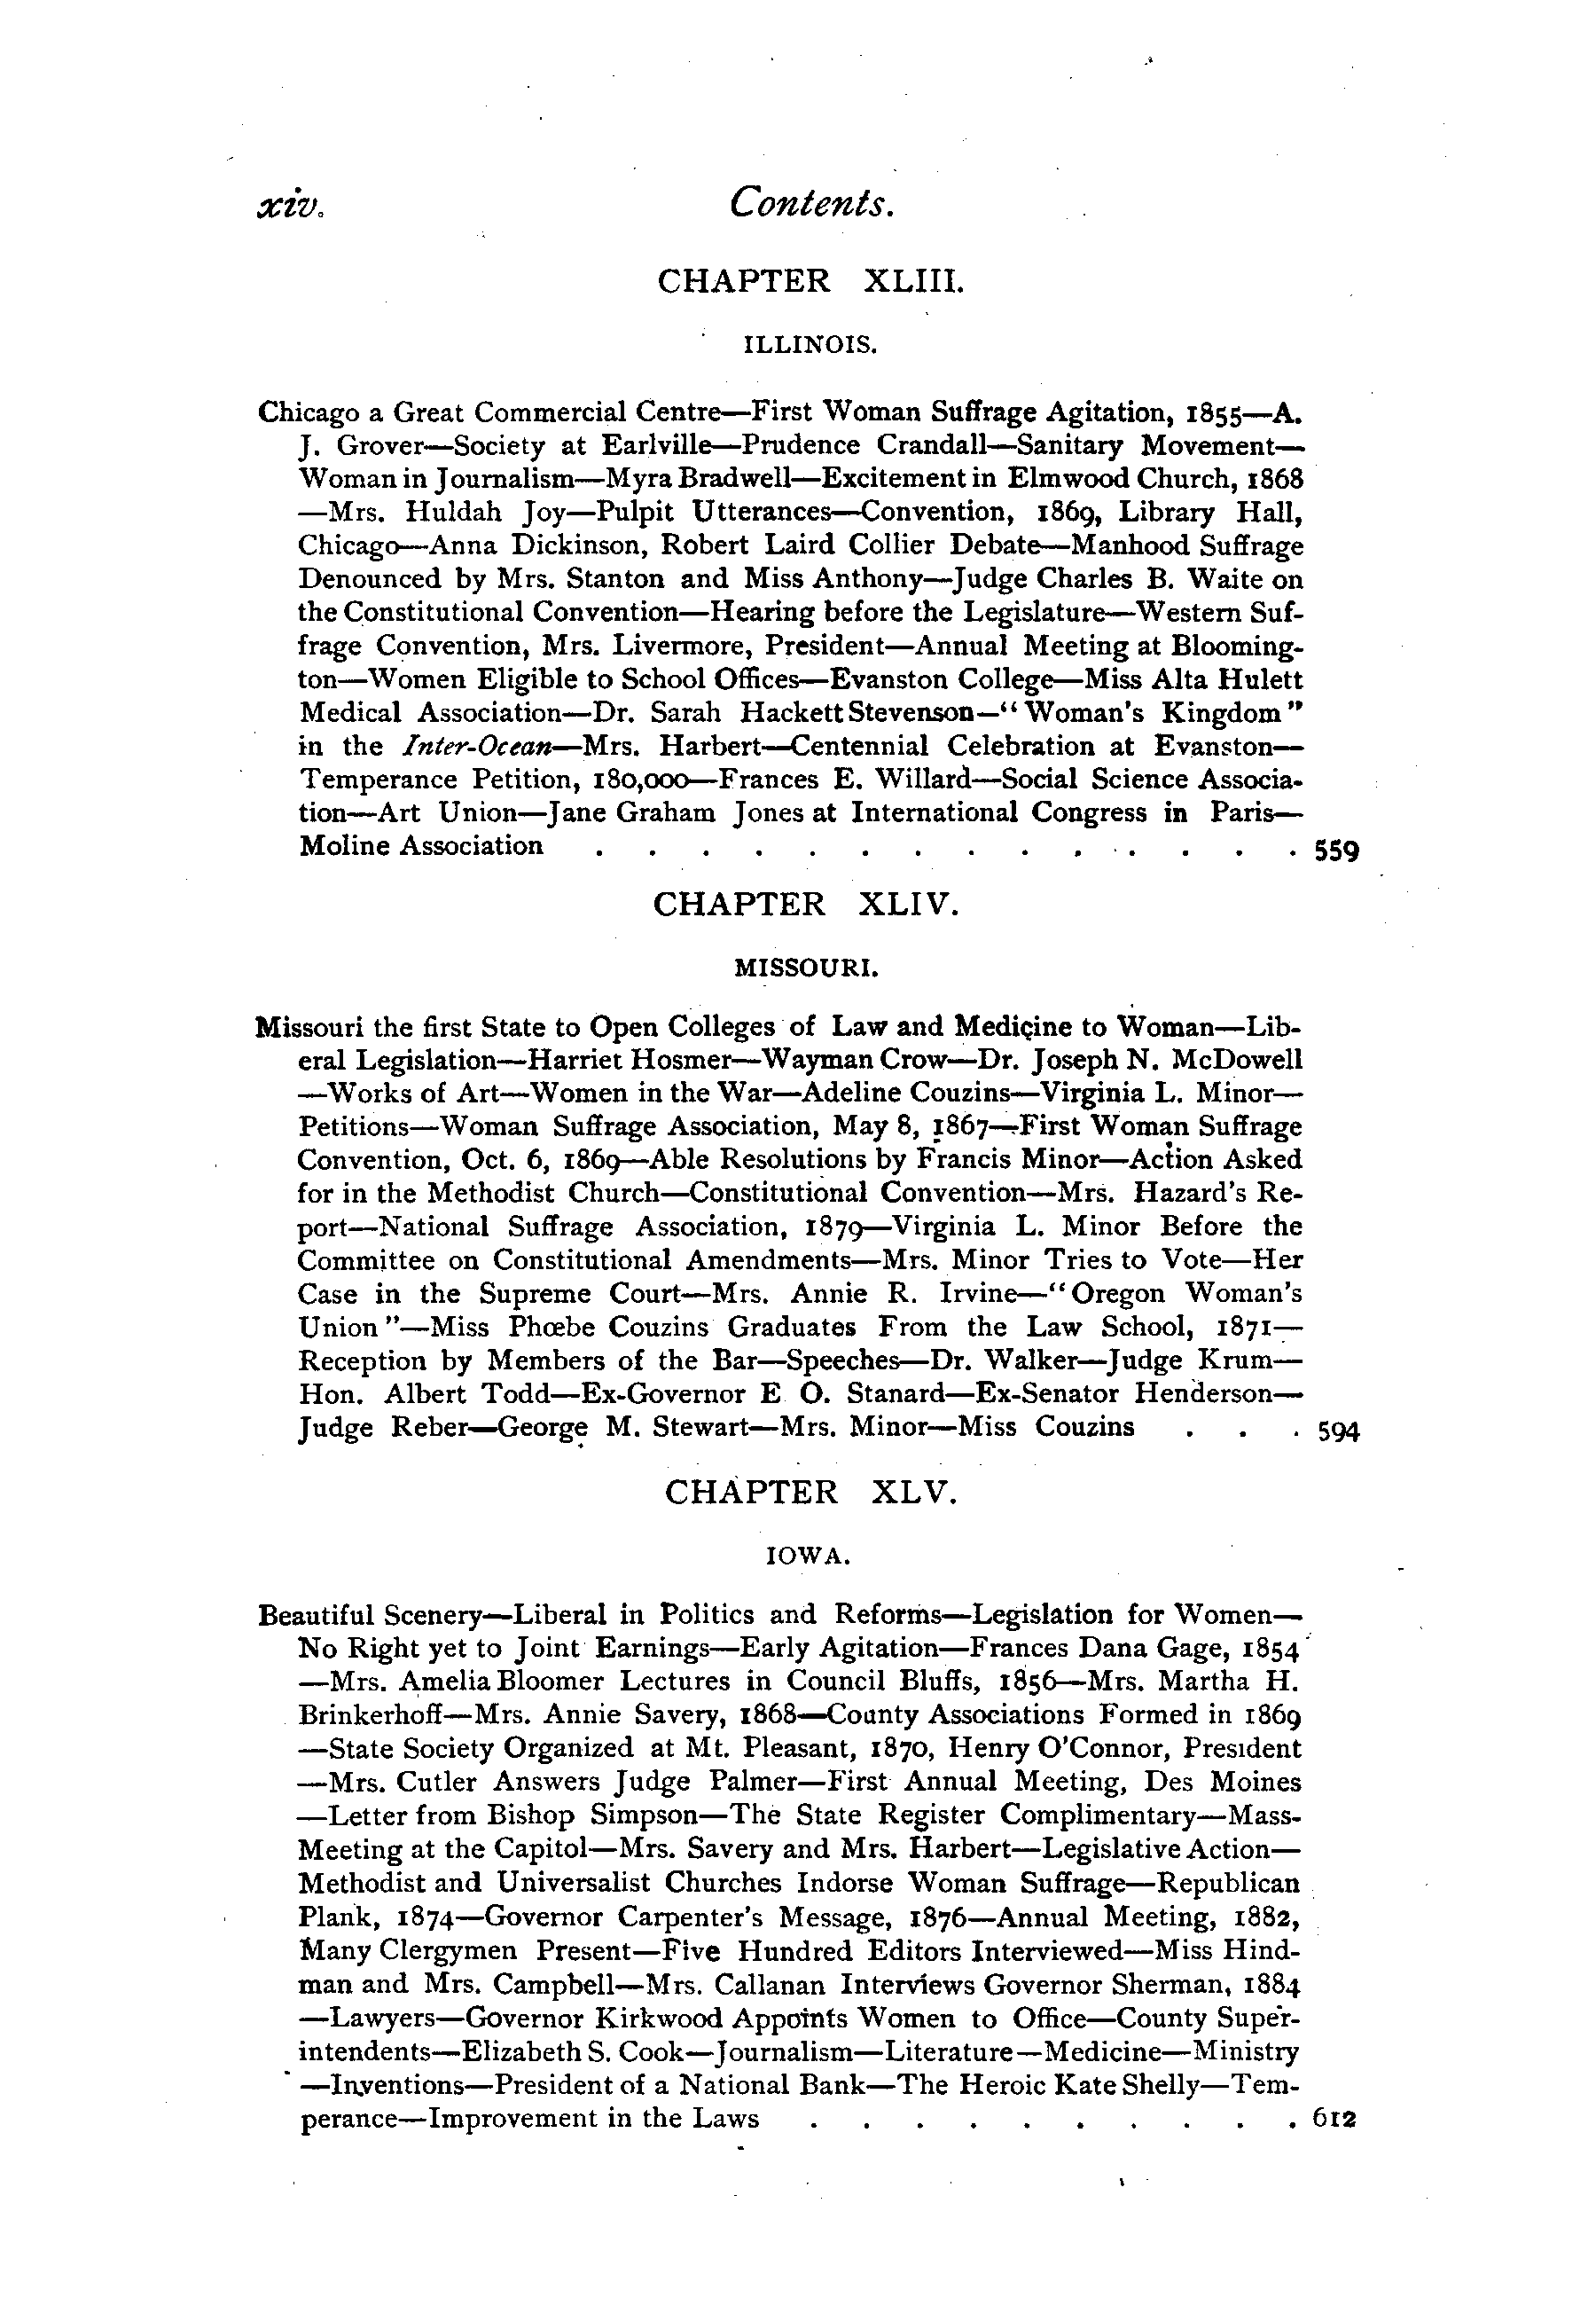 xiv. Contents.
CHAPTER XLIII.
ILLINOIS.
Chicago a Great Commercial Centre—First Woman Suffrage Agitation, 1855—A.
J. Grover—Society at Earlville—Prudence Crandall—Sanitary Movement—
Woman in Journalism—Myra Bradwell—Excitement in Elmwood Church, 1868
—Mrs. Huldah Joy—Pulpit Utterances—Convention, 1869, Library Hall,
Chicago—Anna Dickinson, Robert Laird Collier Debate—Manhood Suffrage
Denounced by Mrs. Stanton and Miss Anthony—Judge Charles B. Waite on
the Constitutional Convention—Hearing before the Legislature—Western Suf-
frage Convention, Mrs. Livermore, President—Annual Meeting at Blooming-
ton—Women Eligible to School Offices—Evanston College—Miss Alta Hulett
Medical Association—Dr. Sarah Hackett Stevenson—"Woman's Kingdom"
in the Inter-Ocean—Mrs. Harbert—Centennial Celebration at Evanston—
Temperance Petition, 180,000—Frances E. Willard—Social Science Associa-
tion—Art Union—Jane Graham Jones at International Congress in Paris—
Moline Association . . . . . . . . . . . . . . 559
CHAPTER XLIV.
MISSOURI.
Missouri the first State to Open Colleges of Law and Medicine to Woman—Lib-
eral Legislation—Harriet Hosmer—Wayman Crow—Dr. Joseph N. McDowell
—Works of Art—Women in the War—Adeline Couzins—Virginia L. Minor—
Petitions—Woman Suffrage Association, May 8, 1867—First Woman Suffrage
Convention, Oct. 6, 1869—Able Resolutions by Francis Minor—Action Asked
for in the Methodist Church—Constitutional Convention—Mrs. Hazard's Re-
port—National Suffrage Association, 1879—Virginia L. Minor Before the
Committee on Constitutional Amendments—Mrs. Minor Tries to Vote—Her
Case in the Supreme Court—Mrs. Annie R. Irvine—"Oregon Woman's
Union"—Miss Phœbe Couzins Graduates From the Law School, 1871—
Reception by Members of the Bar—Speeches—Dr. Walker—Judge Krum—
Hon. Albert Todd—Ex-Governor E O. Stanard—Ex-Senator Henderson—
Judge Reber—George M. Stewart—Mrs. Minor—Miss Couzins . . . 594
CHAPTER XLV.
IOWA.
Beautiful Scenery—Liberal in Politics and Reforms—Legislation for Women—
No Right yet to Joint Earnings—Early Agitation—Frances Dana Gage, 1854
—Mrs. Amelia Bloomer Lectures in Council Bluffs, 1856—Mrs. Martha H.
Brinkerhoff—Mrs. Annie Savery, 1868—County Associations Formed in 1869
—State Society Organized at Mt. Pleasant, 1870, Henry O'Connor, President
—Mrs. Cutler Answers Judge Palmer—First Annual Meeting, Des Moines
—Letter from Bishop Simpson—The State Register Complimentary—Mass-
Meeting at the Capitol—Mrs. Savery and Mrs. Harbert—Legislative Action—
Methodist and Universalist Churches Indorse Woman Suffrage—Republican
Plank, 1874—Governor Carpenter's Message, 1876—Annual Meeting, 1882,
Many Clergymen Present—Five Hundred Editors Interviewed—Miss Hind-
man and Mrs. Campbell—Mrs. Callanan Interviews Governor Sherman, 1884
—Lawyers—Governor Kirkwood Appoints Women to Office—County Super-
intendents—Elizabeth S. Cook—Journalism—Literature—Medicine—Ministry
—Inventions—President of a National Bank—The Heroic Kate Shelly—Tem-
perance—Improvement in the Laws . . . . . . . . . . 612